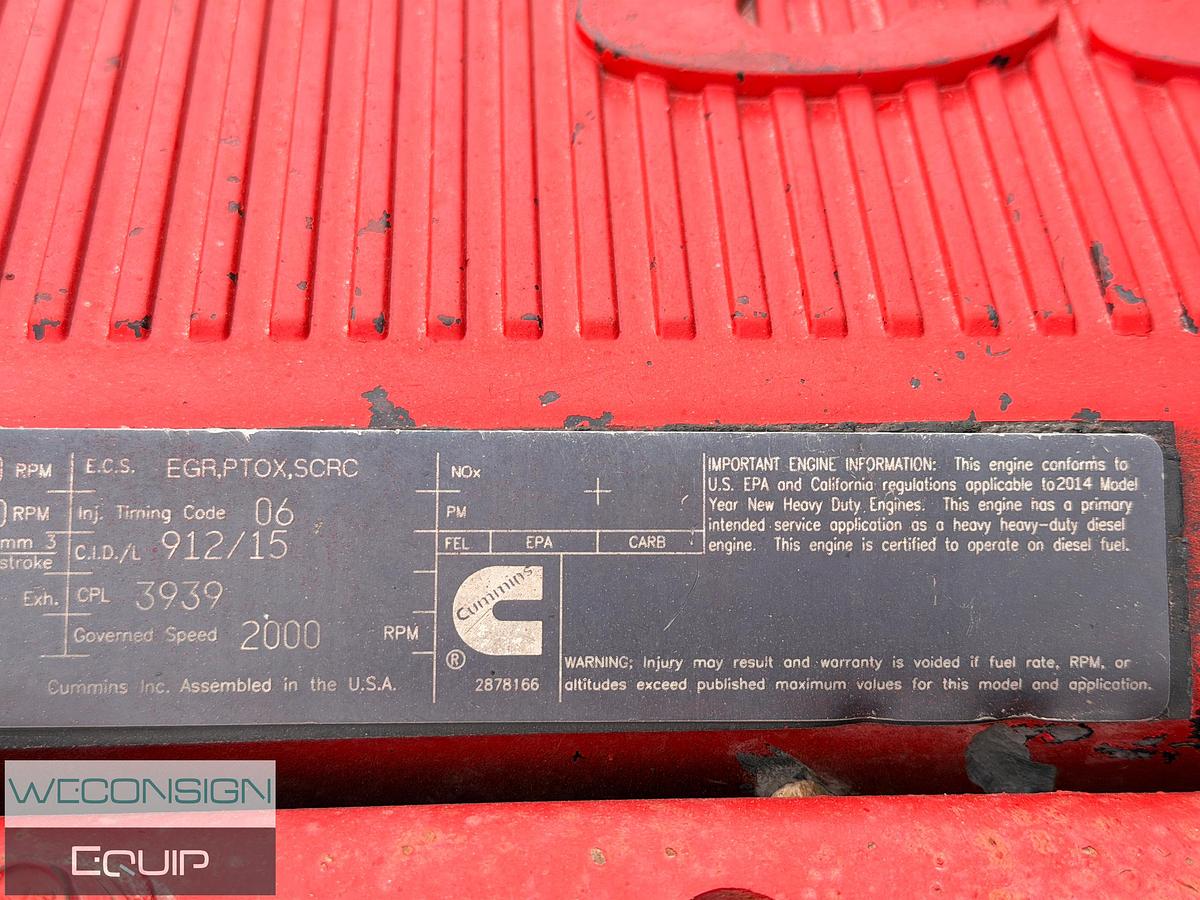 RPM
E.C.S. EGR,PTOX,SCRC
RPM
Inj. Timing Code 06
mm 3
stroke
C.I.D./L 912/15
Exh.
CPL 3939
Governed Speed 2000 RPM
Cummins Inc. Assembled in the U.S.A.
NOx
PM
FEL EPA CARB
Cummins
®
2878166
IMPORTANT ENGINE INFORMATION: This engine conforms to
U.S. EPA and California regulations applicable to 2014 Model
Year New Heavy Duty Engines. This engine has a primary
intended service application as a heavy heavy-duty diesel
engine. This engine is certified to operate on diesel fuel.
WARNING; Injury may result and warranty is voided if fuel rate, RPM, or
altitudes exceed published maximum values for this model and application.
WECONSIGN
EQUIP